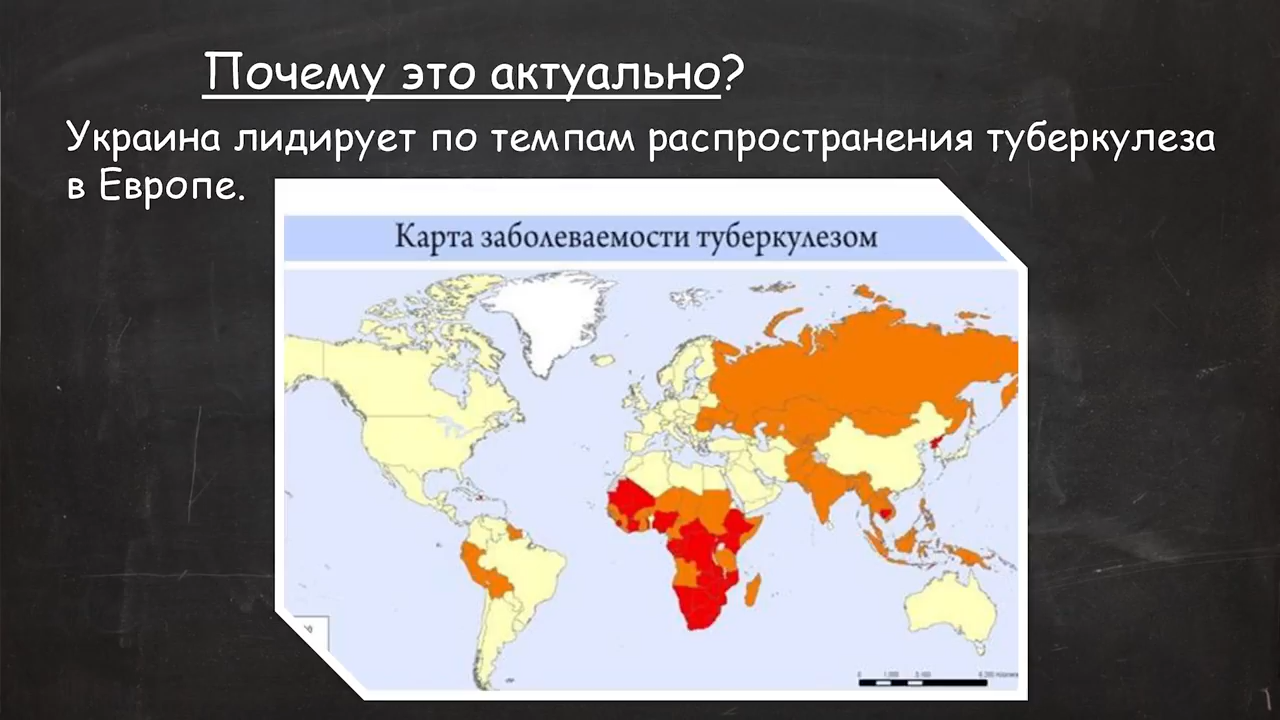 Почему это актуально?
Украина лидирует по темпам распространения туберкулеза
в Европе.
Карта заболеваемости туберкулезом